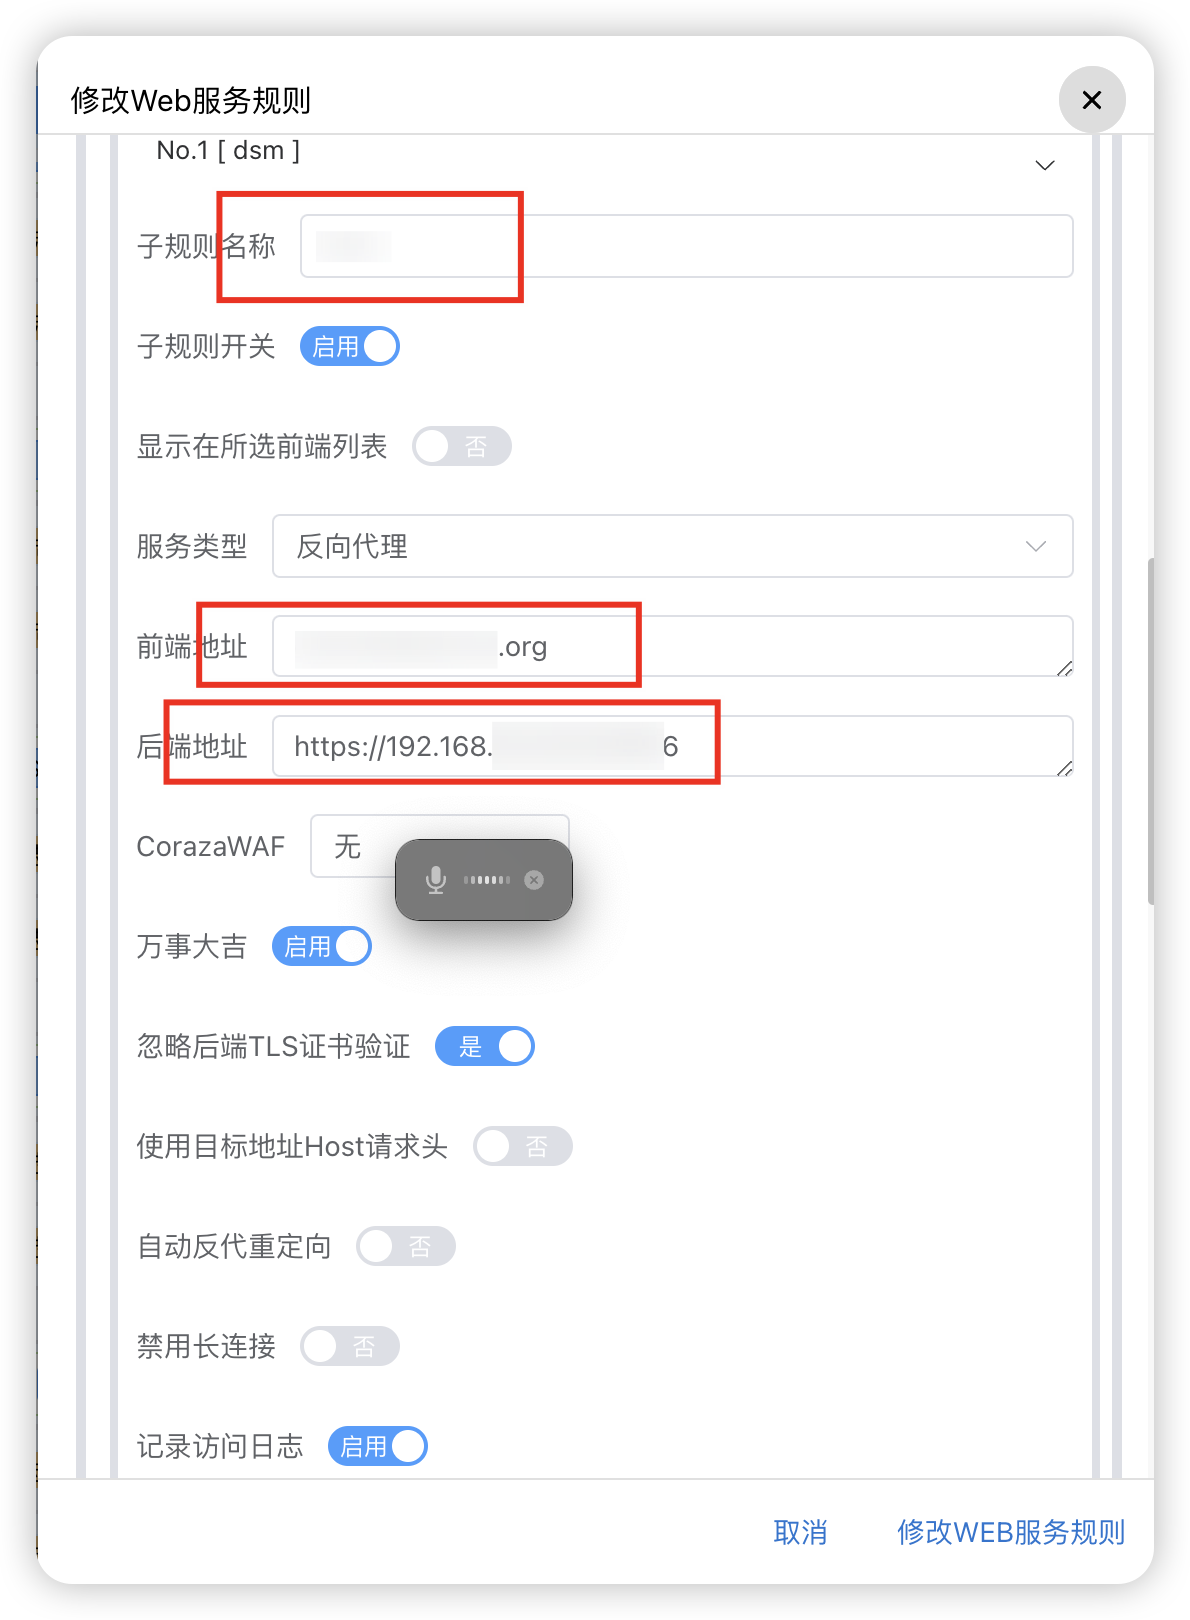 修改Web服务规则
No.1 [ dsm ]
子规则名称
子规则开关 启用
显示在所选前端列表 否
服务类型 反向代理
前端地址 .org
后端地址 https://192.168. 6
CorazaWAF 无
万事大吉 启用
忽略后端TLS证书验证 是
使用目标地址Host请求头 否
自动反代重定向 否
禁用长连接 否
记录访问日志 启用
取消 修改WEB服务规则